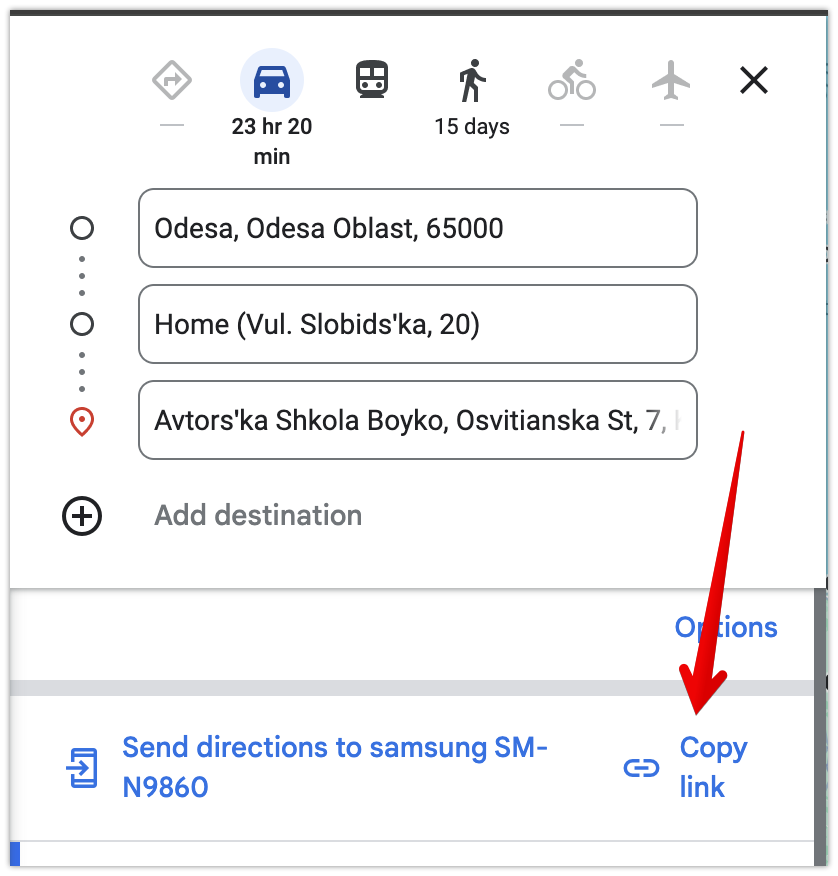 23 hr 20
min
15 days
Odesa, Odesa Oblast, 65000
Home (Vul. Slobids'ka, 20)
Avtors'ka Shkola Boyko, Osvitianska St, 7,
Add destination
Options
Send directions to samsung SM-
N9860
Copy
link